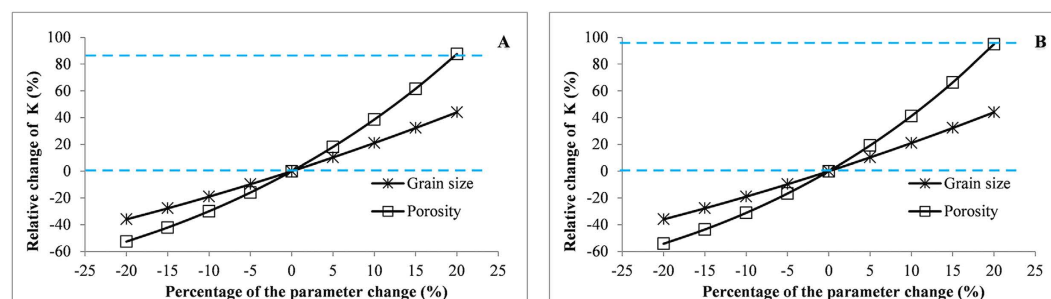 A
Relative change of K (%)
100
80
60
40
20
0
-20
-40
-60
-25 -20 -15 -10 -5 0 5 10 15 20 25
Percentage of the parameter change (%)
Grain size
Porosity
B
Relative change of K (%)
100
80
60
40
20
0
-20
-40
-60
-25 -20 -15 -10 -5 0 5 10 15 20 25
Percentage of the parameter change (%)
Grain size
Porosity